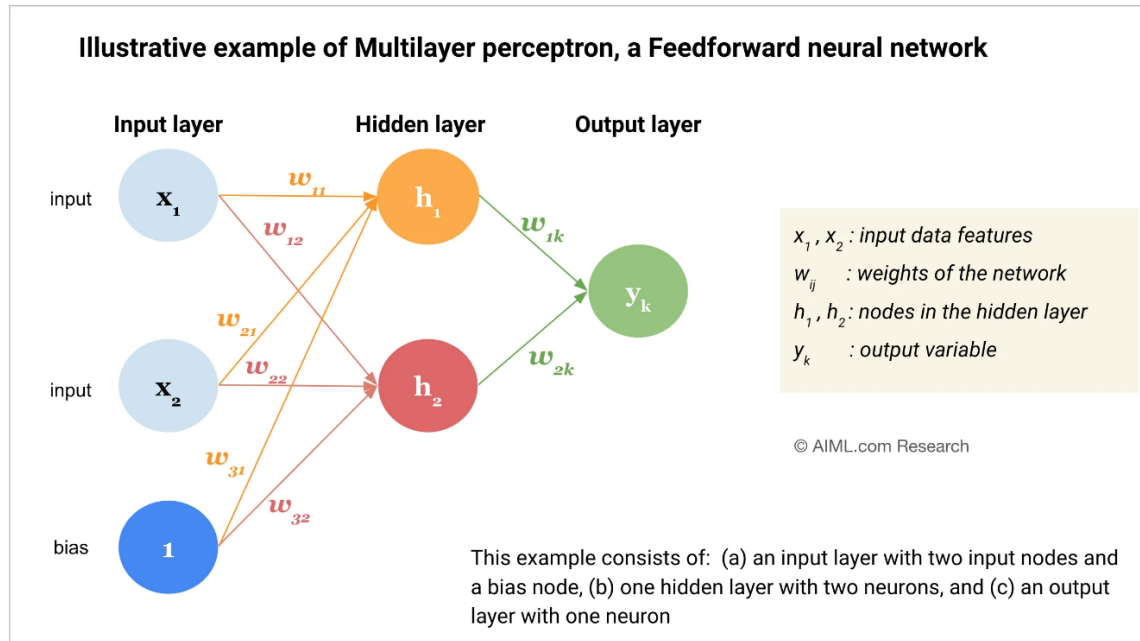 Illustrative example of Multilayer perceptron, a Feedforward neural network
Input layer
Hidden layer
Output layer
input
x₁
w₁₁
h₁
w₁₂
w₁ₖ
yₖ
w₂₁
input
x₂
w₂₂
h₂
w₂ₖ
w₃₁
w₃₂
bias
1
x₁ , x₂ : input data features
wᵢⱼ : weights of the network
h₁ , h₂ : nodes in the hidden layer
yₖ : output variable
© AIML.com Research
This example consists of: (a) an input layer with two input nodes and
a bias node, (b) one hidden layer with two neurons, and (c) an output
layer with one neuron